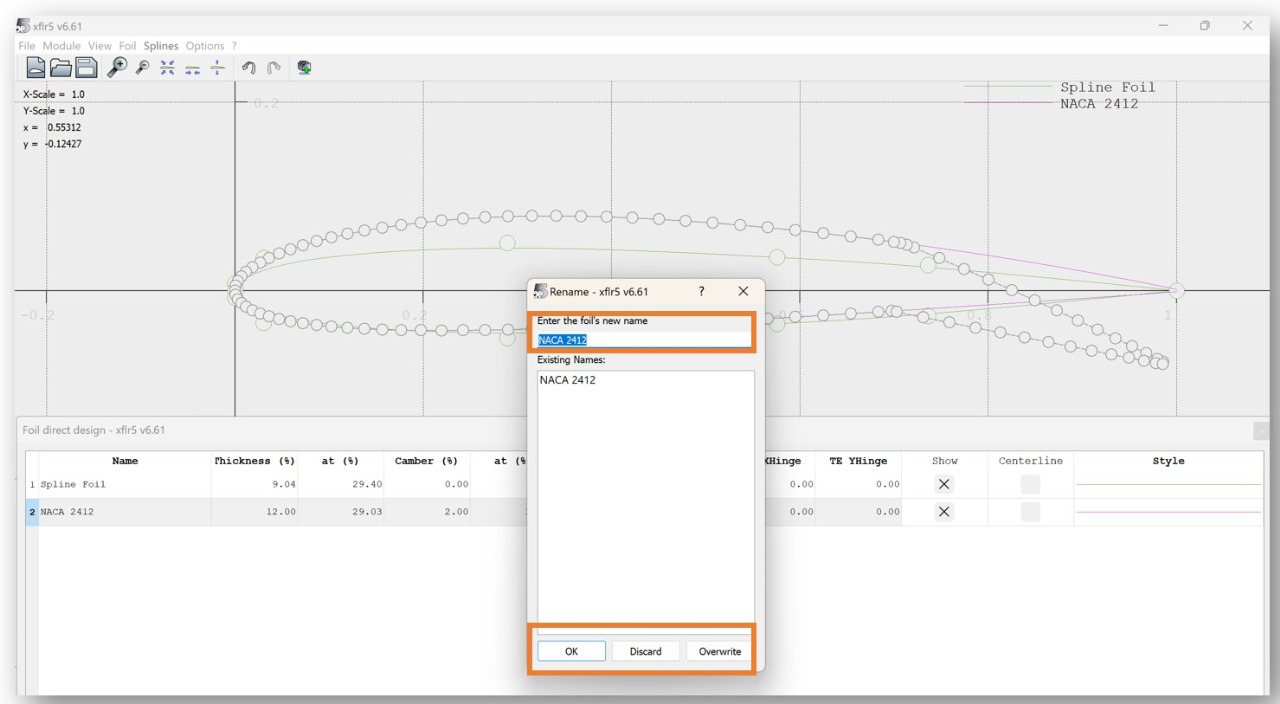 xflr5 v6.61
File Module View Foil Splines Options ?
X-Scale = 1.0
Y-Scale = 1.0
x = 0.55312
y = -0.12427
0.2
Spline Foil
NACA 2412
-0.2
0.2
0.8
1
Rename - xflr5 v6.61 ?
Enter the foil's new name
NACA 2412
Existing Names:
NACA 2412
OK Discard Overwrite
Foil direct design - xflr5 v6.61
Name Thickness (%) at (%) Camber (%) at (% XHinge TE YHinge Show Centerline Style
1 Spline Foil 9.04 29.40 0.00 0.00 0.00
2 NACA 2412 12.00 29.03 2.00 0.00 0.00